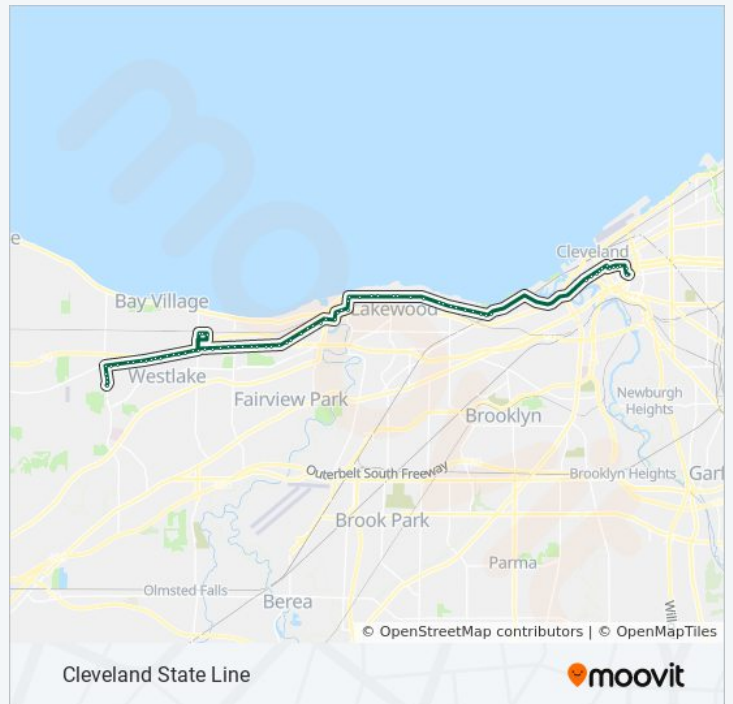 Cleveland
e
Bay Village
Lakewood
Westlake
Fairview Park
Newburgh
Heights
Brooklyn
Outerbelt South Freeway
Brooklyn Heights
Garf
Brook Park
Parma
Olmsted Falls
Berea
Will
© OpenStreetMap contributors | © OpenMapTiles
Cleveland State Line
moovit